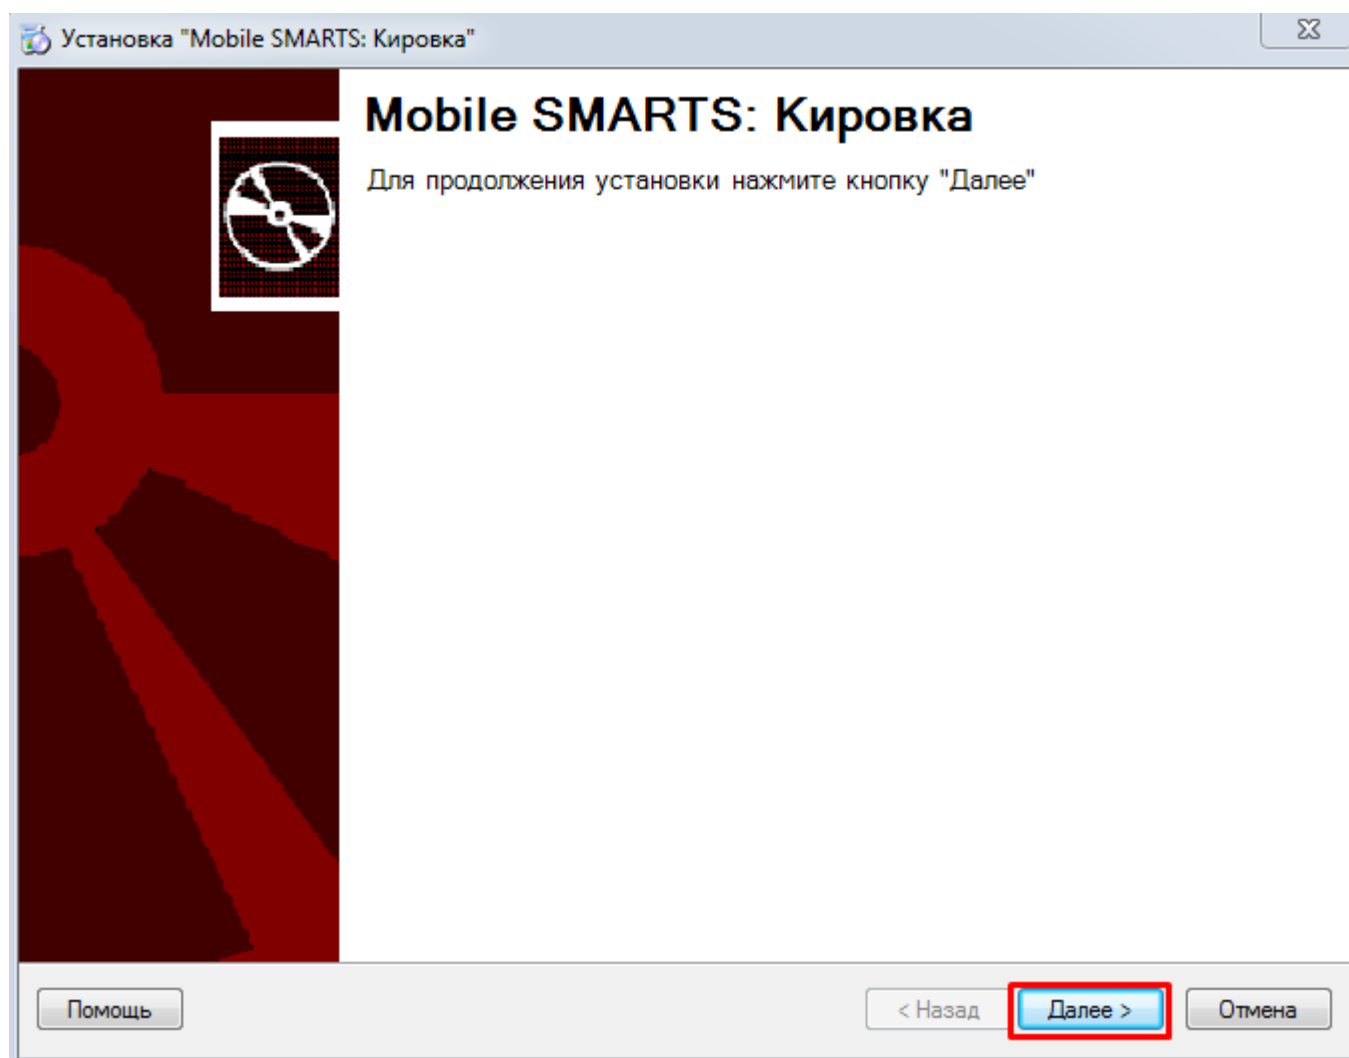 Установка "Mobile SMARTS: Кировка"
Mobile SMARTS: Кировка
Для продолжения установки нажмите кнопку "Далее"
Помощь
< Назад
Далее >
Отмена